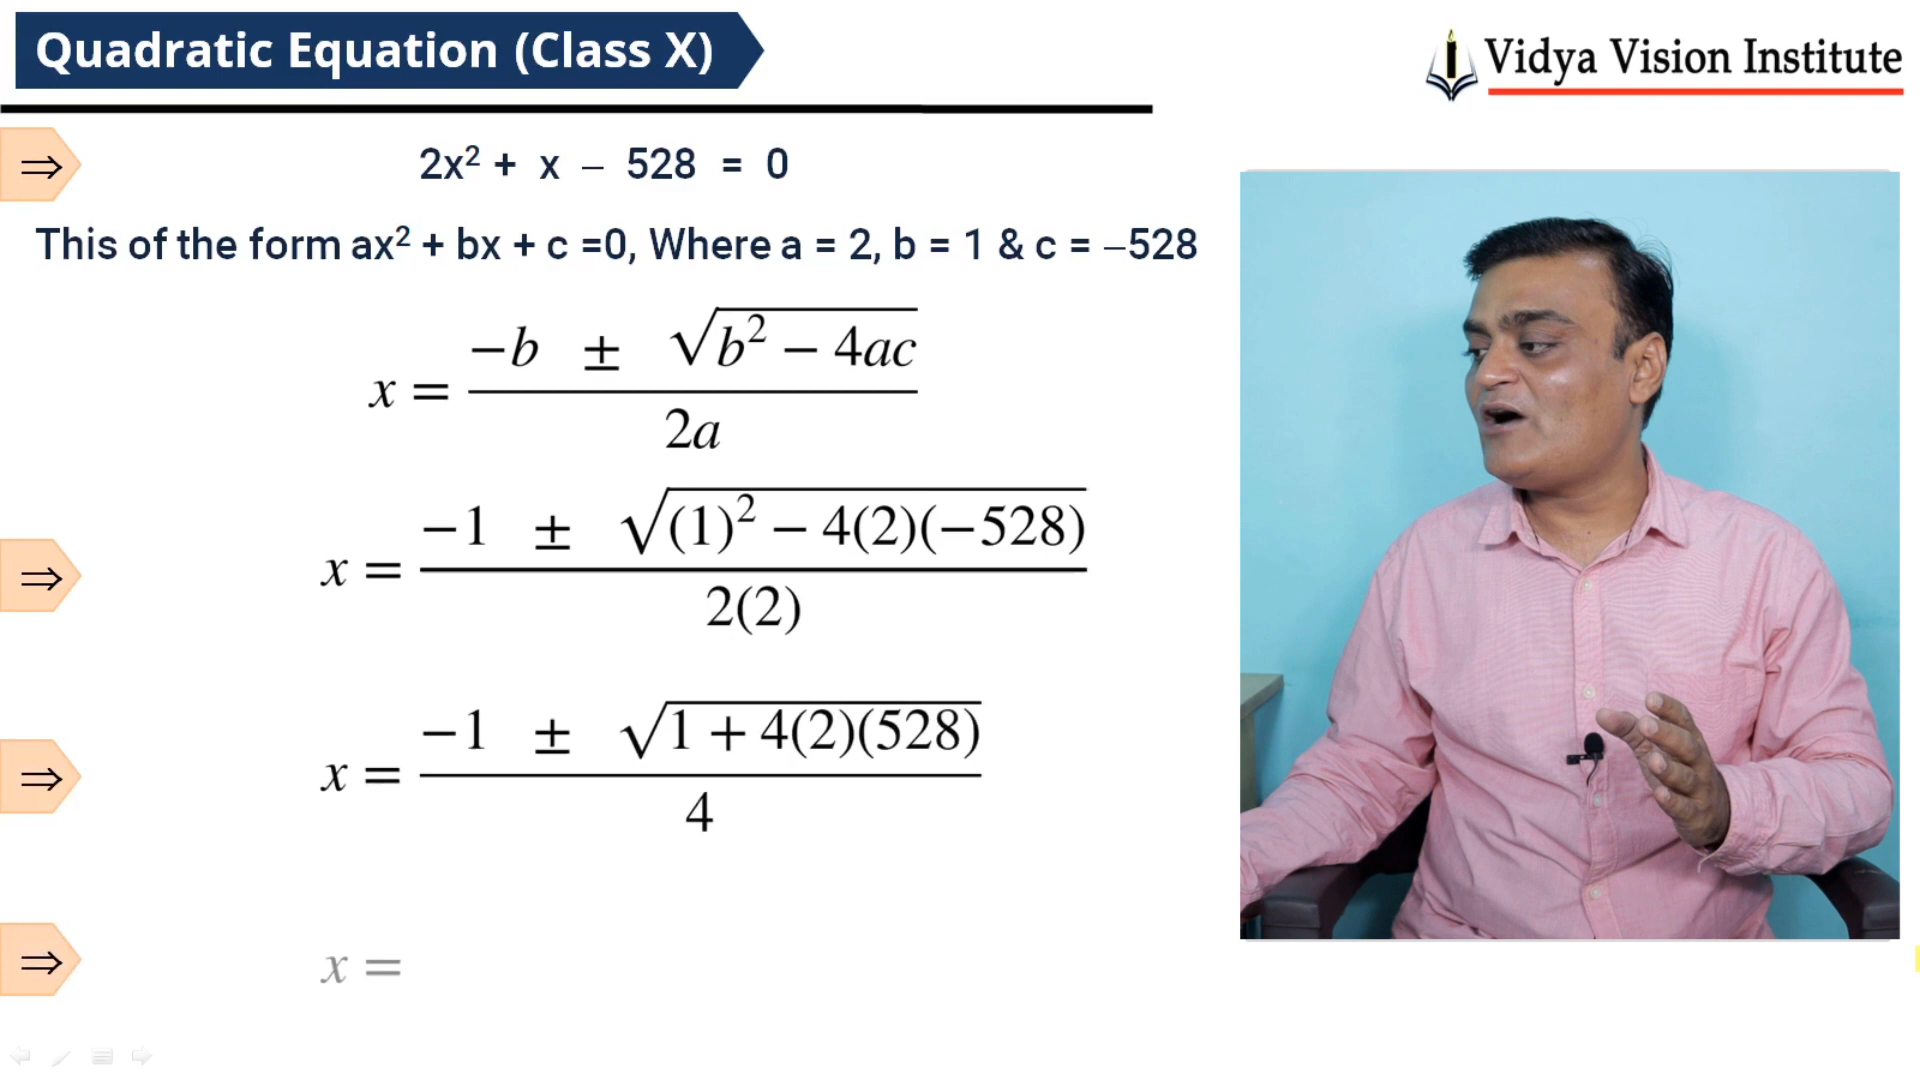 Quadratic Equation (Class X)
Vidya Vision Institute
⇒ 2x² + x – 528 = 0
This of the form ax² + bx + c =0, Where a = 2, b = 1 & c = –528
x = (−b ± √(b² − 4ac)) / 2a
⇒ x = (−1 ± √((1)² − 4(2)(−528))) / 2(2)
⇒ x = (−1 ± √(1 + 4(2)(528))) / 4
⇒ x =